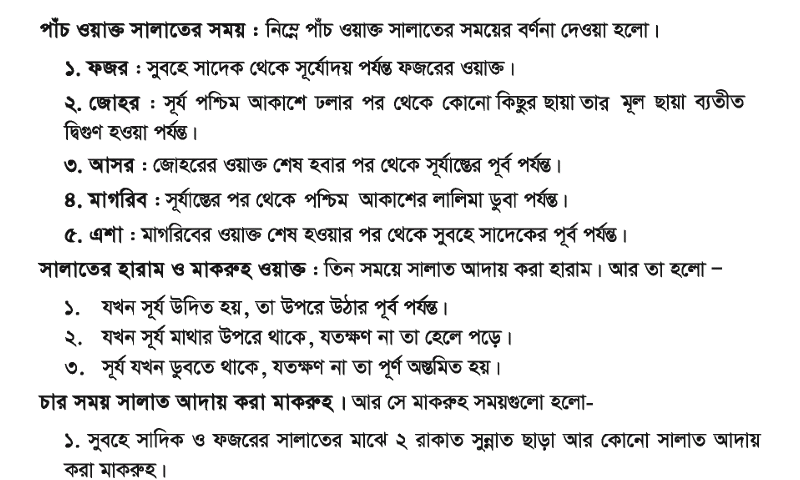 পাঁচ ওয়াক্ত সালাতের সময় : নিম্নে পাঁচ ওয়াক্ত সালাতের সময়ের বর্ণনা দেওয়া হলো।
১. ফজর : সুবহে সাদেক থেকে সূর্যোদয় পর্যন্ত ফজরের ওয়াক্ত।
২. জোহর : সূর্য পশ্চিম আকাশে ঢলার পর থেকে কোনো কিছুর ছায়া তার মূল ছায়া ব্যতীত
দ্বিগুণ হওয়া পর্যন্ত।
৩. আসর : জোহরের ওয়াক্ত শেষ হবার পর থেকে সূর্যাস্তের পূর্ব পর্যন্ত।
৪. মাগরিব : সূর্যাস্তের পর থেকে পশ্চিম আকাশের লালিমা ডুবা পর্যন্ত।
৫. এশা : মাগরিবের ওয়াক্ত শেষ হওয়ার পর থেকে সুবহে সাদেকের পূর্ব পর্যন্ত।
সালাতের হারাম ও মাকরুহ ওয়াক্ত : তিন সময়ে সালাত আদায় করা হারাম। আর তা হলো –
১. যখন সূর্য উদিত হয়, তা উপরে উঠার পূর্ব পর্যন্ত।
২. যখন সূর্য মাথার উপরে থাকে, যতক্ষণ না তা হেলে পড়ে।
৩. সূর্য যখন ডুবতে থাকে, যতক্ষণ না তা পূর্ণ অস্তমিত হয়।
চার সময় সালাত আদায় করা মাকরুহ। আর সে মাকরুহ সময়গুলো হলো-
১. সুবহে সাদিক ও ফজরের সালাতের মাঝে ২ রাকাত সুন্নাত ছাড়া আর কোনো সালাত আদায়
করা মাকরুহ।